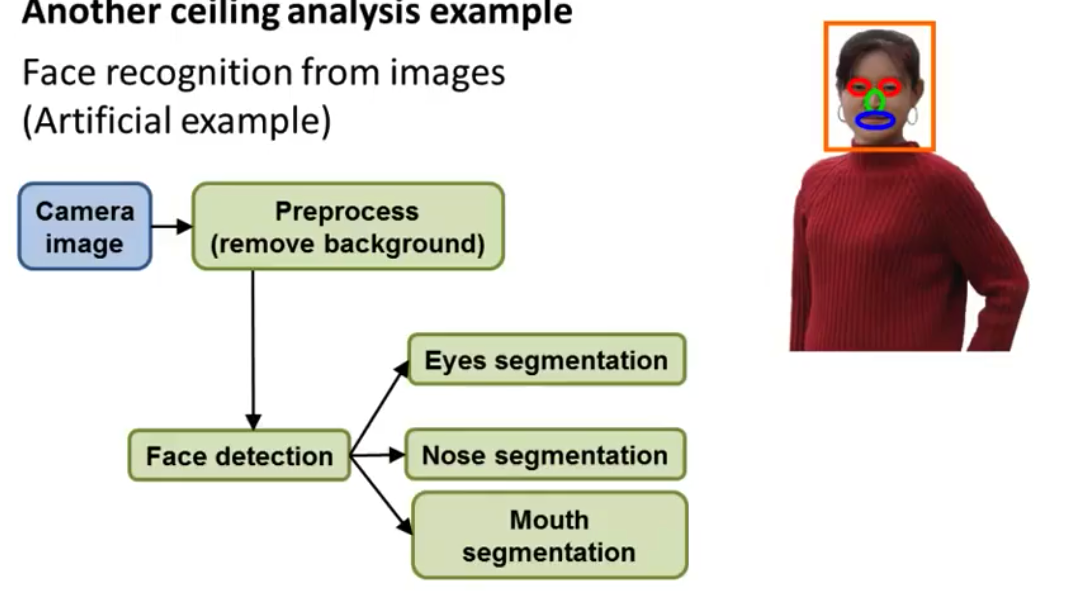 Another ceiling analysis example
Face recognition from images
(Artificial example)
Camera
image
Preprocess
(remove background)
Eyes segmentation
Face detection
Nose segmentation
Mouth
segmentation